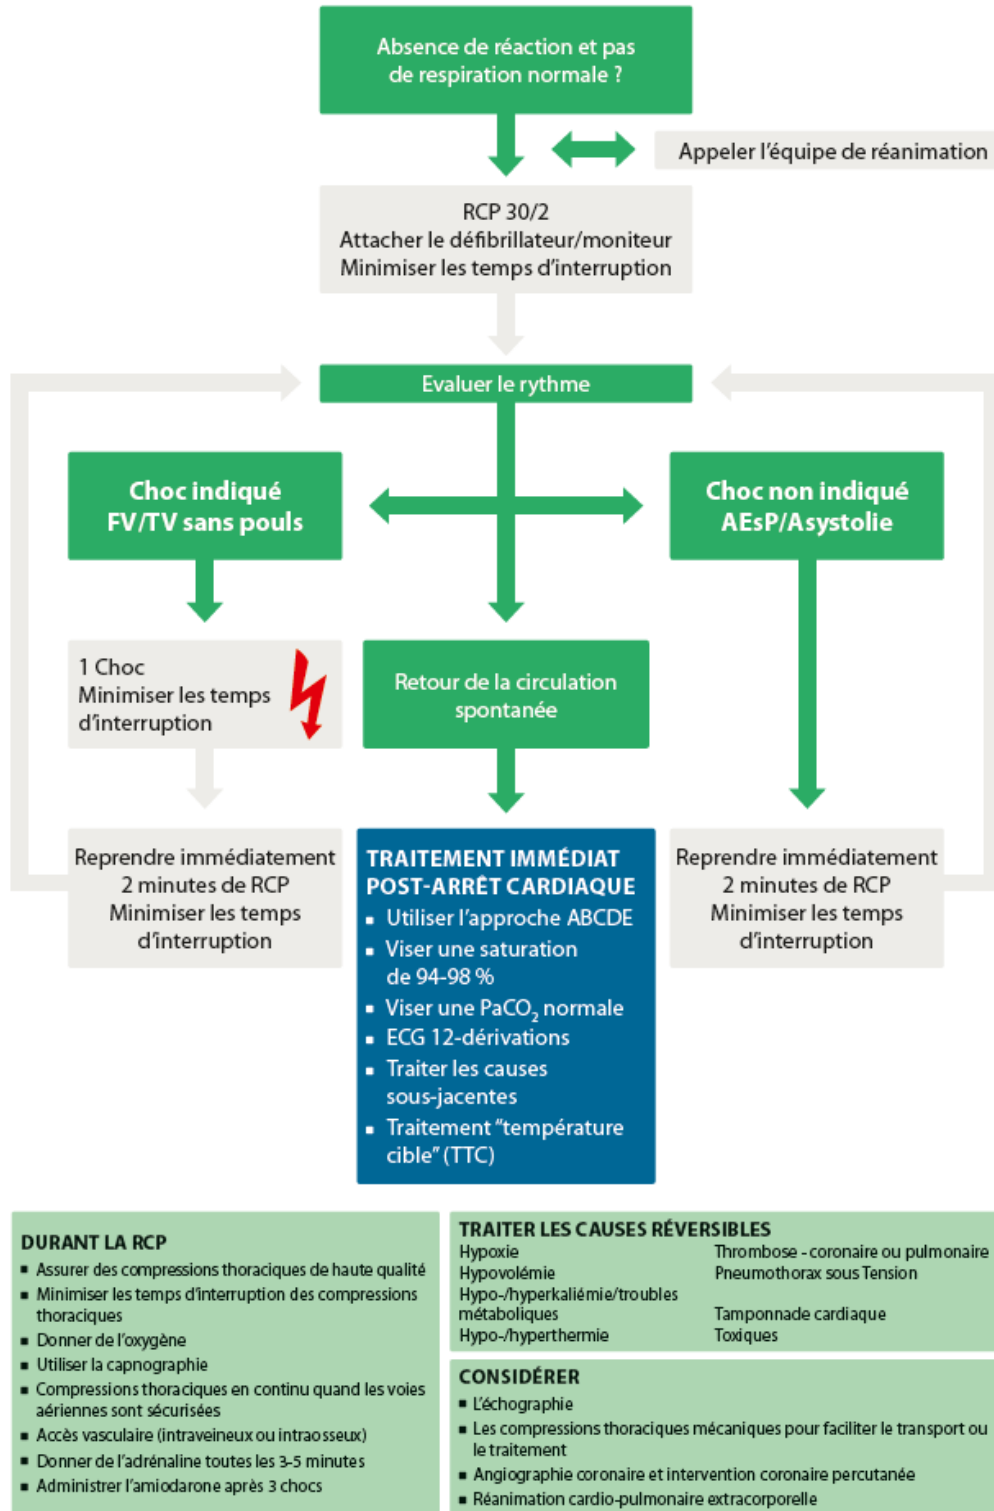 Absence de réaction et pas
de respiration normale ?
Appeler l'équipe de réanimation
RCP 30/2
Attacher le défibrillateur/moniteur
Minimiser les temps d'interruption
Evaluer le rythme
Choc indiqué
FV/TV sans pouls
Choc non indiqué
AEsP/Asystolie
1 Choc
Minimiser les temps
d'interruption
Retour de la circulation
spontanée
Reprendre immédiatement
2 minutes de RCP
Minimiser les temps
d'interruption
TRAITEMENT IMMÉDIAT
POST-ARRÊT CARDIAQUE
▪ Utiliser l'approche ABCDE
▪ Viser une saturation
de 94-98 %
▪ Viser une PaCO₂ normale
▪ ECG 12-dérivations
▪ Traiter les causes
sous-jacentes
▪ Traitement "température
cible" (TTC)
Reprendre immédiatement
2 minutes de RCP
Minimiser les temps
d'interruption
DURANT LA RCP
▪ Assurer des compressions thoraciques de haute qualité
▪ Minimiser les temps d'interruption des compressions
thoraciques
▪ Donner de l'oxygène
▪ Utiliser la capnographie
▪ Compressions thoraciques en continu quand les voies
aériennes sont sécurisées
▪ Accès vasculaire (intraveineux ou intraosseux)
▪ Donner de l'adrénaline toutes les 3-5 minutes
▪ Administrer l'amiodarone après 3 chocs
TRAITER LES CAUSES RÉVERSIBLES
Hypoxie Thrombose - coronaire ou pulmonaire
Hypovolémie Pneumothorax sous Tension
Hypo-/hyperkaliémie/troubles
métaboliques Tamponnade cardiaque
Hypo-/hyperthermie Toxiques
CONSIDÉRER
▪ L'échographie
▪ Les compressions thoraciques mécaniques pour faciliter le transport ou
le traitement
▪ Angiographie coronaire et intervention coronaire percutanée
▪ Réanimation cardio-pulmonaire extracorporelle